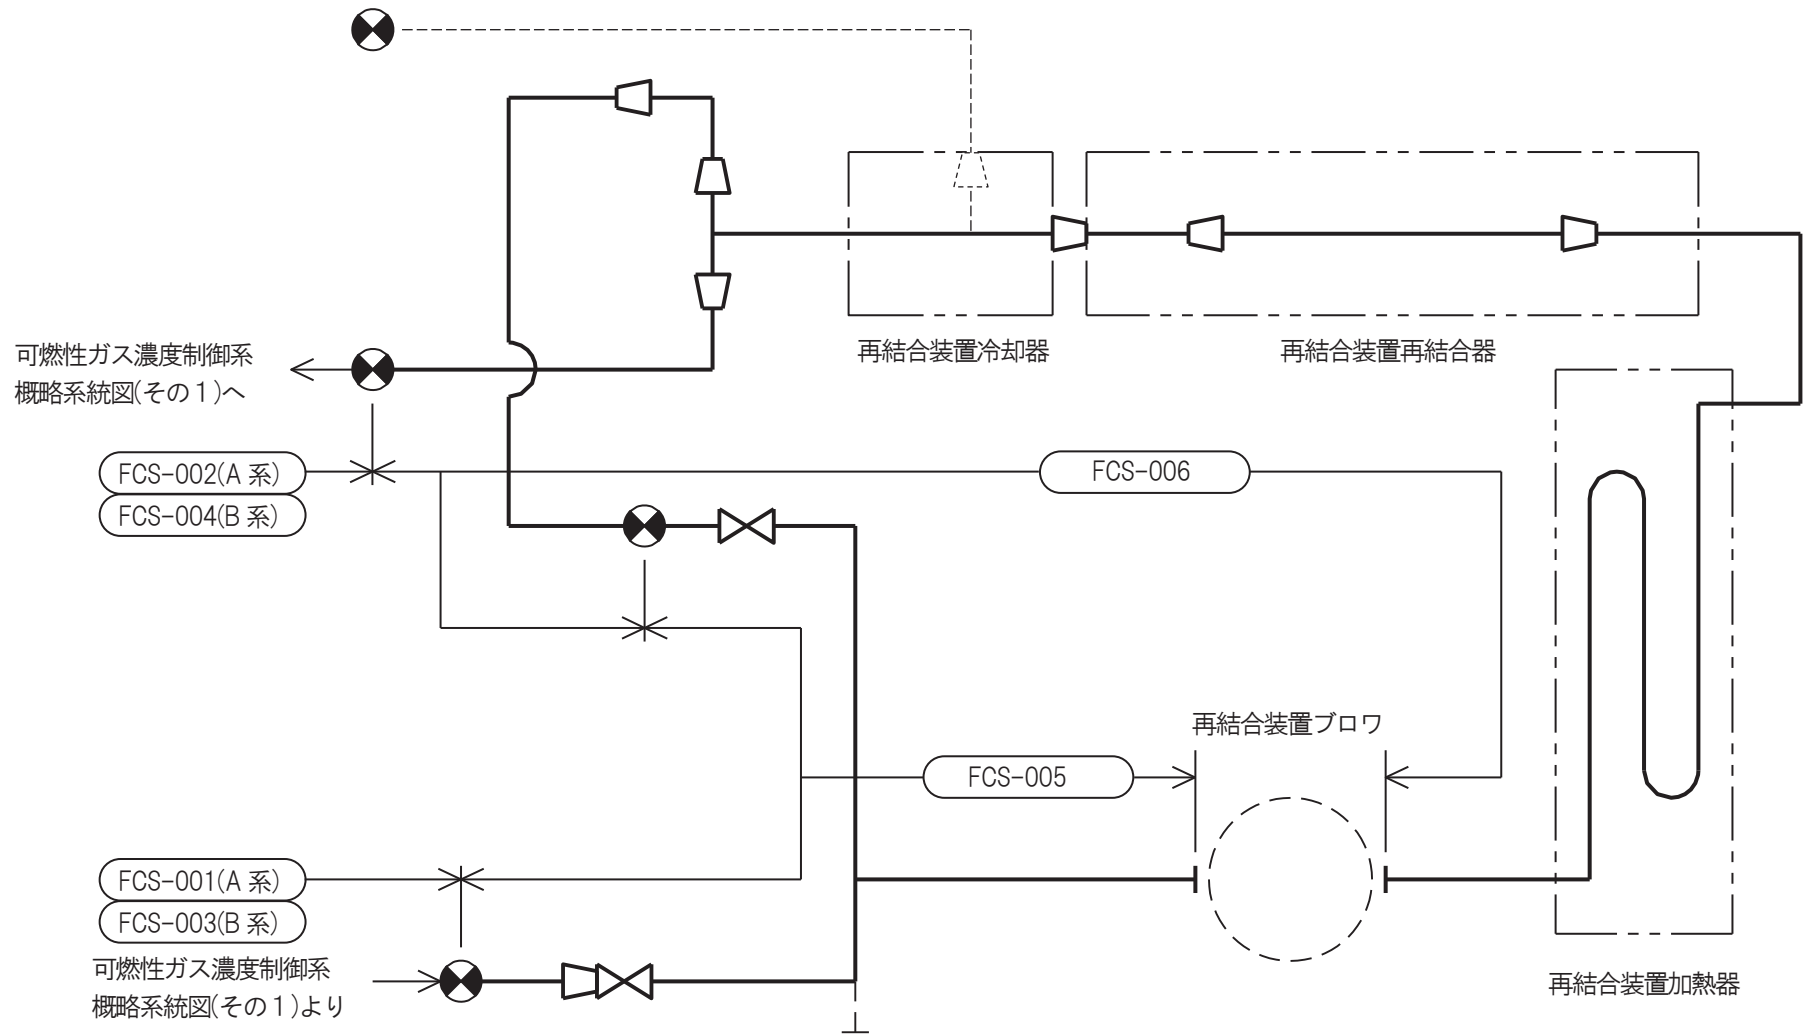 再結合装置冷却器
再結合装置再結合器
可燃性ガス濃度制御系
概略系統図(その１)へ
FCS-002(A 系)
FCS-004(B 系)
FCS-006
再結合装置ブロワ
FCS-005
FCS-001(A 系)
FCS-003(B 系)
可燃性ガス濃度制御系
概略系統図(その１)より
再結合装置加熱器